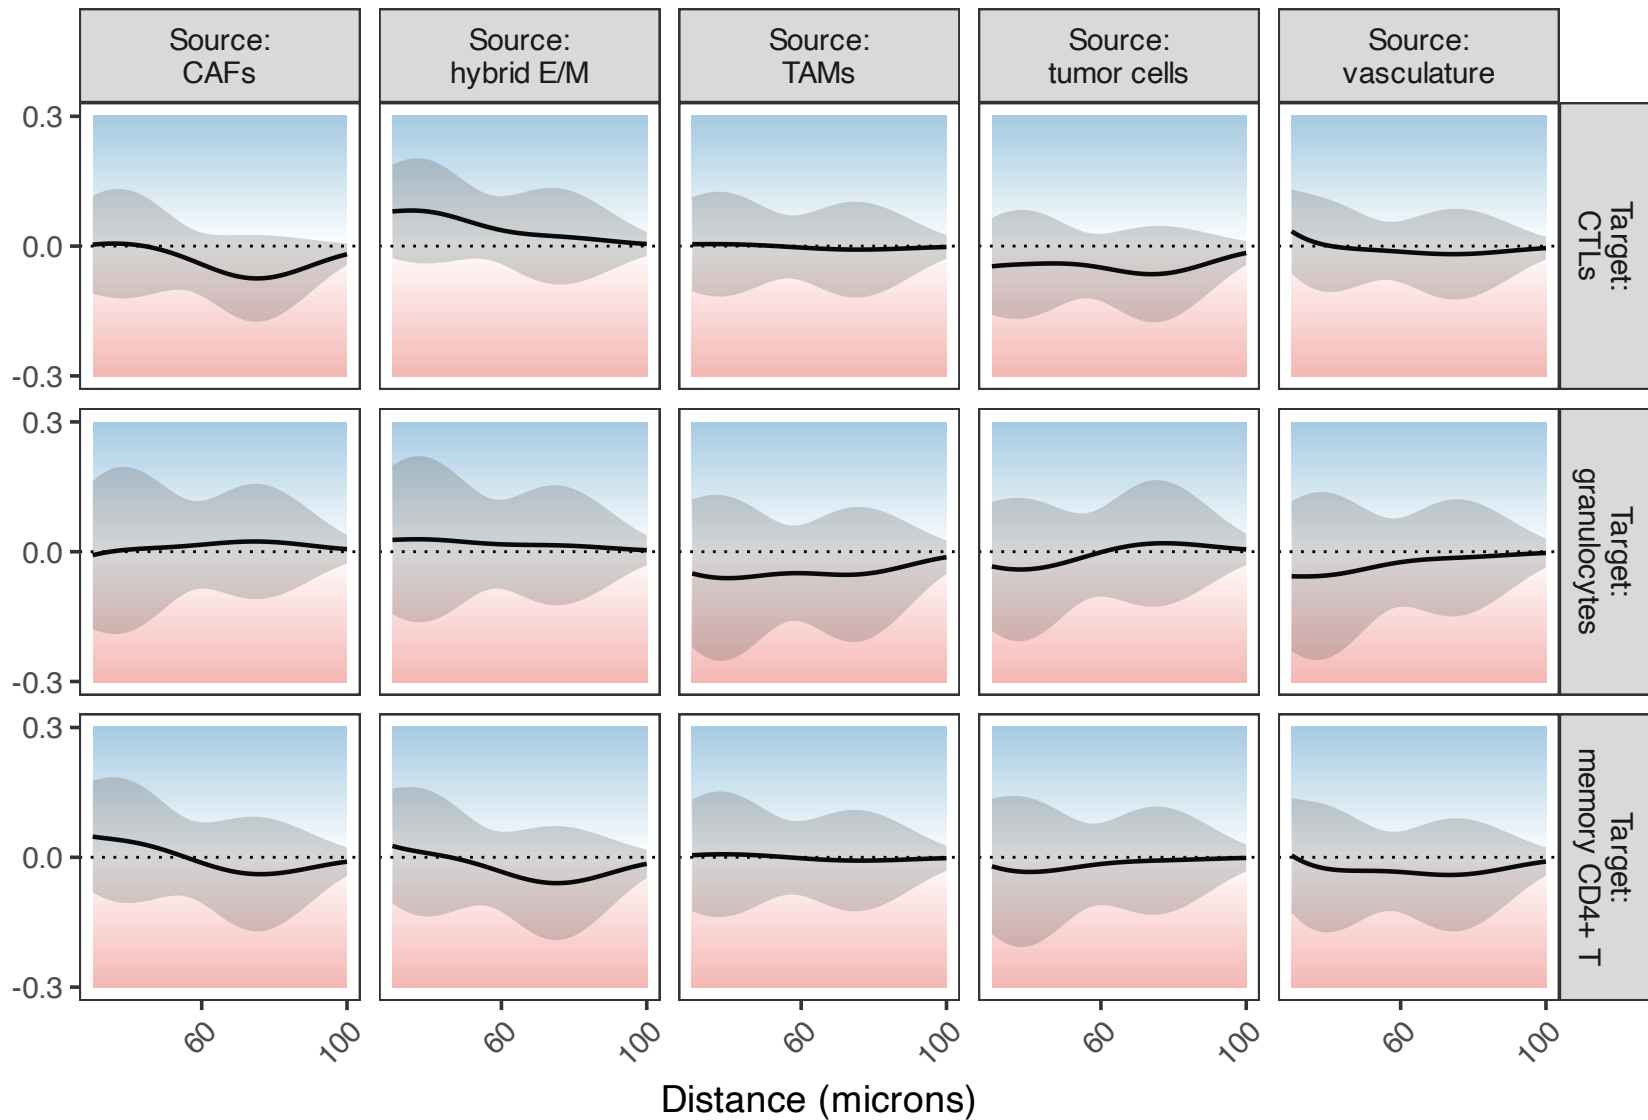 Source:
CAFs
Source:
hybrid E/M
Source:
TAMs
Source:
tumor cells
Source:
vasculature
0.3
0.0
-0.3
Target:
CTLs
0.3
0.0
-0.3
Target:
granulocytes
0.3
0.0
-0.3
Target:
memory CD4+ T
60
100
60
100
60
100
60
100
60
100
Distance (microns)